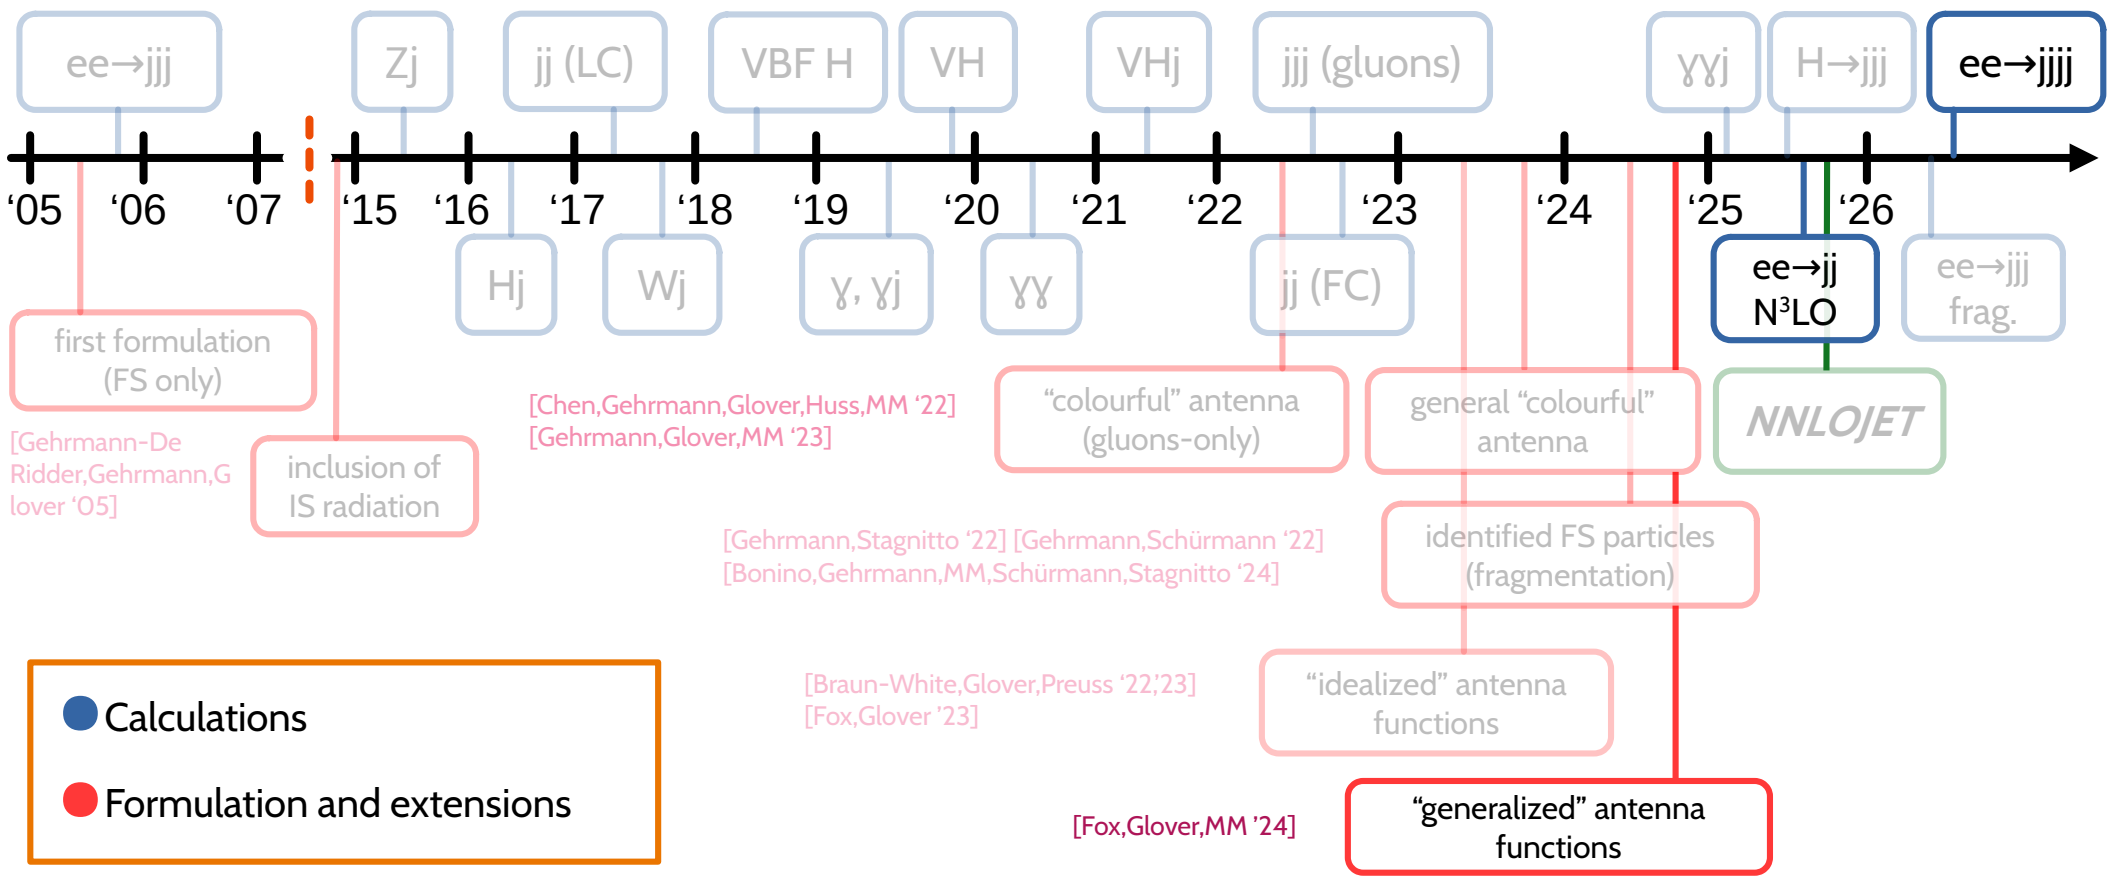 ee→jjj
Zj
jj (LC)
VBF H
VH
VHj
jjj (gluons)
γγj
H→jjj
ee→jjjj
‘05
‘06
‘07
‘15
‘16
‘17
‘18
‘19
‘20
‘21
‘22
‘23
‘24
‘25
‘26
Hj
Wj
γ, γj
γγ
jj (FC)
ee→jj
N³LO
ee→jjj
frag.
first formulation
(FS only)
[Gehrmann-De
Ridder,Gehrmann,G
lover ‘05]
inclusion of
IS radiation
[Chen,Gehrmann,Glover,Huss,MM ‘22]
[Gehrmann,Glover,MM ‘23]
“colourful” antenna
(gluons-only)
general “colourful”
antenna
NNLOJET
[Gehrmann,Stagnitto ‘22] [Gehrmann,Schürmann ‘22]
[Bonino,Gehrmann,MM,Schürmann,Stagnitto ‘24]
identified FS particles
(fragmentation)
[Braun-White,Glover,Preuss ‘22,’23]
[Fox,Glover ’23]
“idealized” antenna
functions
Calculations
Formulation and extensions
[Fox,Glover,MM ’24]
“generalized” antenna
functions